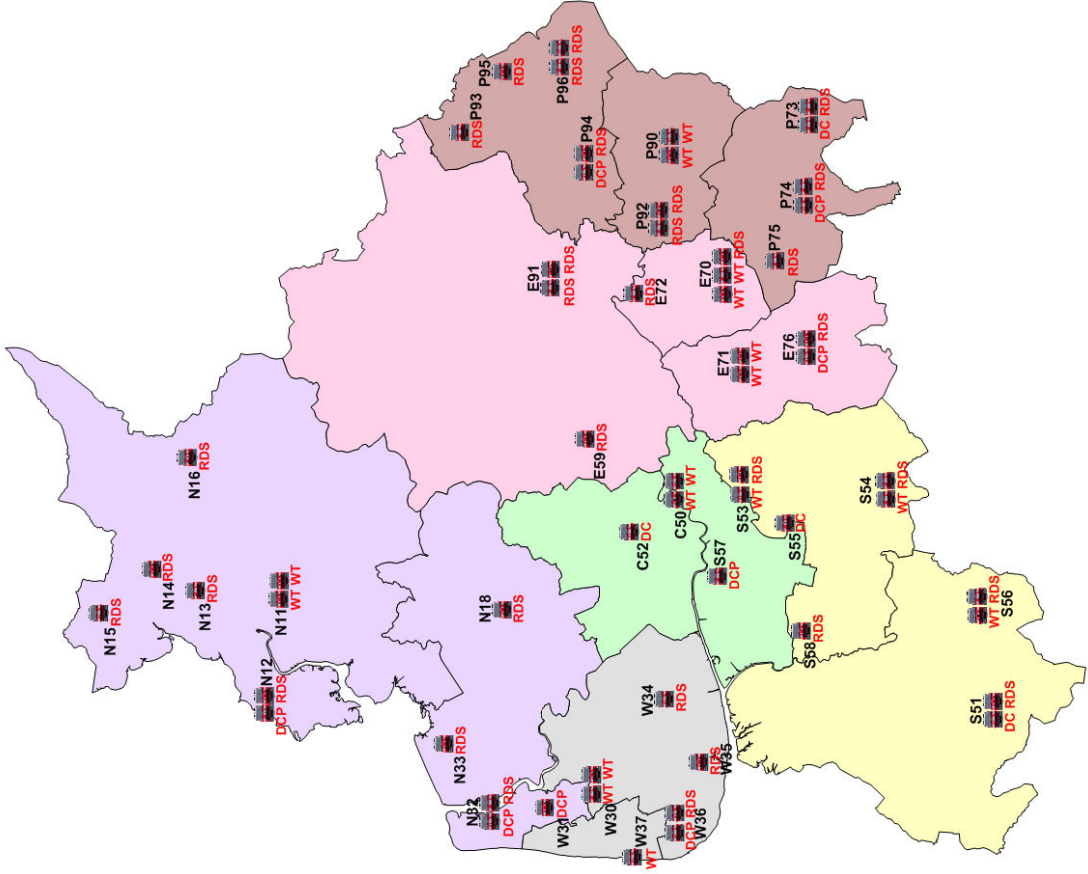 P95
RDS
P96
RDS RDS
P93
RDS
P94
DCP RDS
P90
WT WT
P73
DC RDS
P92
RDS RDS
P74
DCP RDS
P75
RDS
E91
RDS RDS
E72
RDS
E70
WT WT RDS
E71
WT WT
E76
DCP RDS
E59
RDS
N16
RDS
N14
RDS
N15
RDS
N13
RDS
N11
WT WT
N12
DCP RDS
N18
RDS
N33
RDS
N32
DCP RDS
W31
DCP
W30
WT WT
W37
WT
W36
DCP RDS
W35
RDS
W34
RDS
C52
DC
C50
WT WT
S57
DCP
S53
WT RDS
S55
DC
S54
WT RDS
S58
RDS
S56
WT RDS
S51
DC RDS